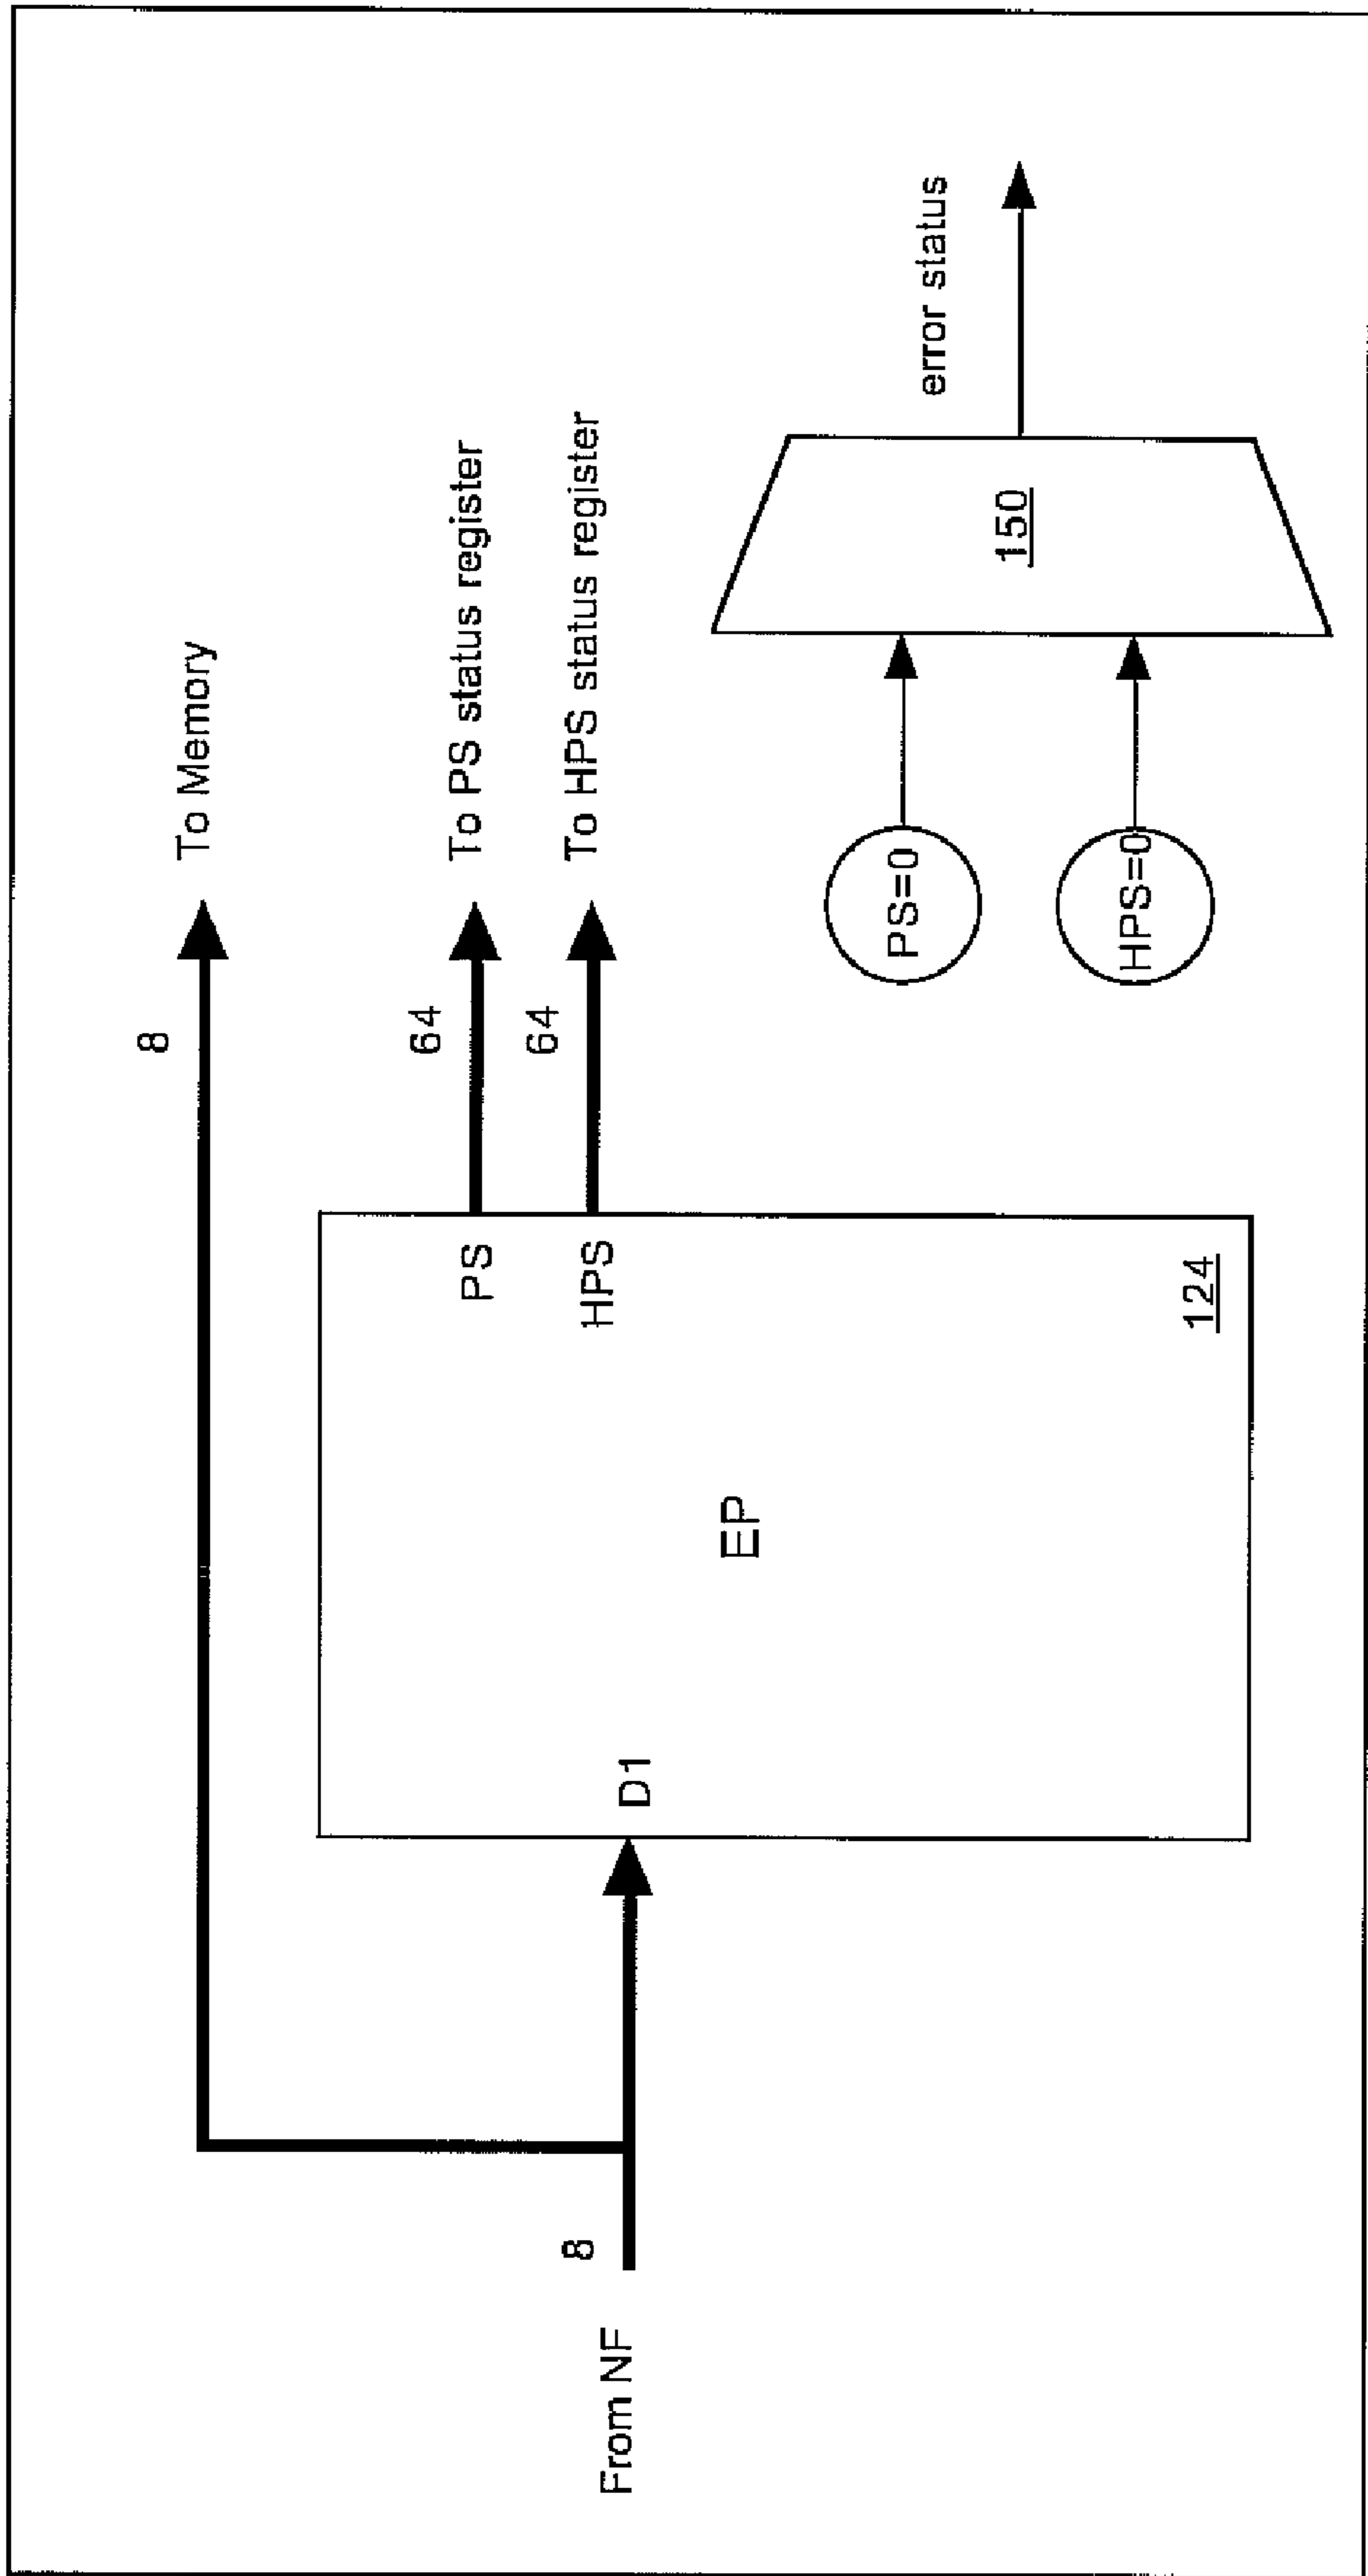 8
To Memory
64
To PS status register
64
To HPS status register
From NF
8
D1
EP
PS
HPS
124
PS=0
HPS=0
150
error status